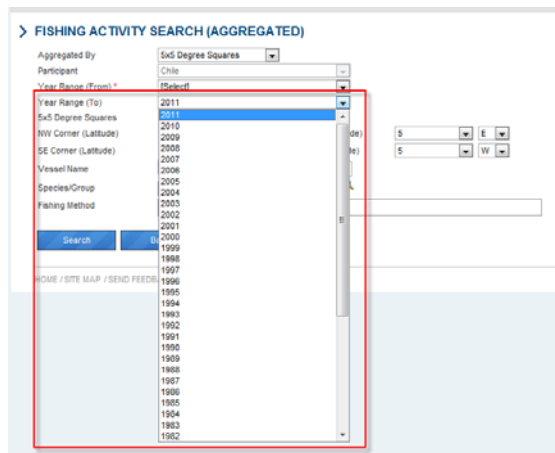 FISHING ACTIVITY SEARCH (AGGREGATED)
Aggregated By 5x5 Degree Squares
Participant Chile
Year Range (From) * [Select]
Year Range (To) 2011
5x5 Degree Squares
2011
2010
NW Corner (Latitude) 2009 de) 5 E
2008
SE Corner (Latitude) 2007 de) 5 W
Vessel Name
2006
2005
Species/Group 2004
2003
Fishing Method 2002
2001
Search 2000
1999
1998
1997
HOME / SITE MAP / SEND FEEDB 1996
1995
1994
1993
1992
1991
1990
1989
1988
1987
1986
1985
1984
1983
1982